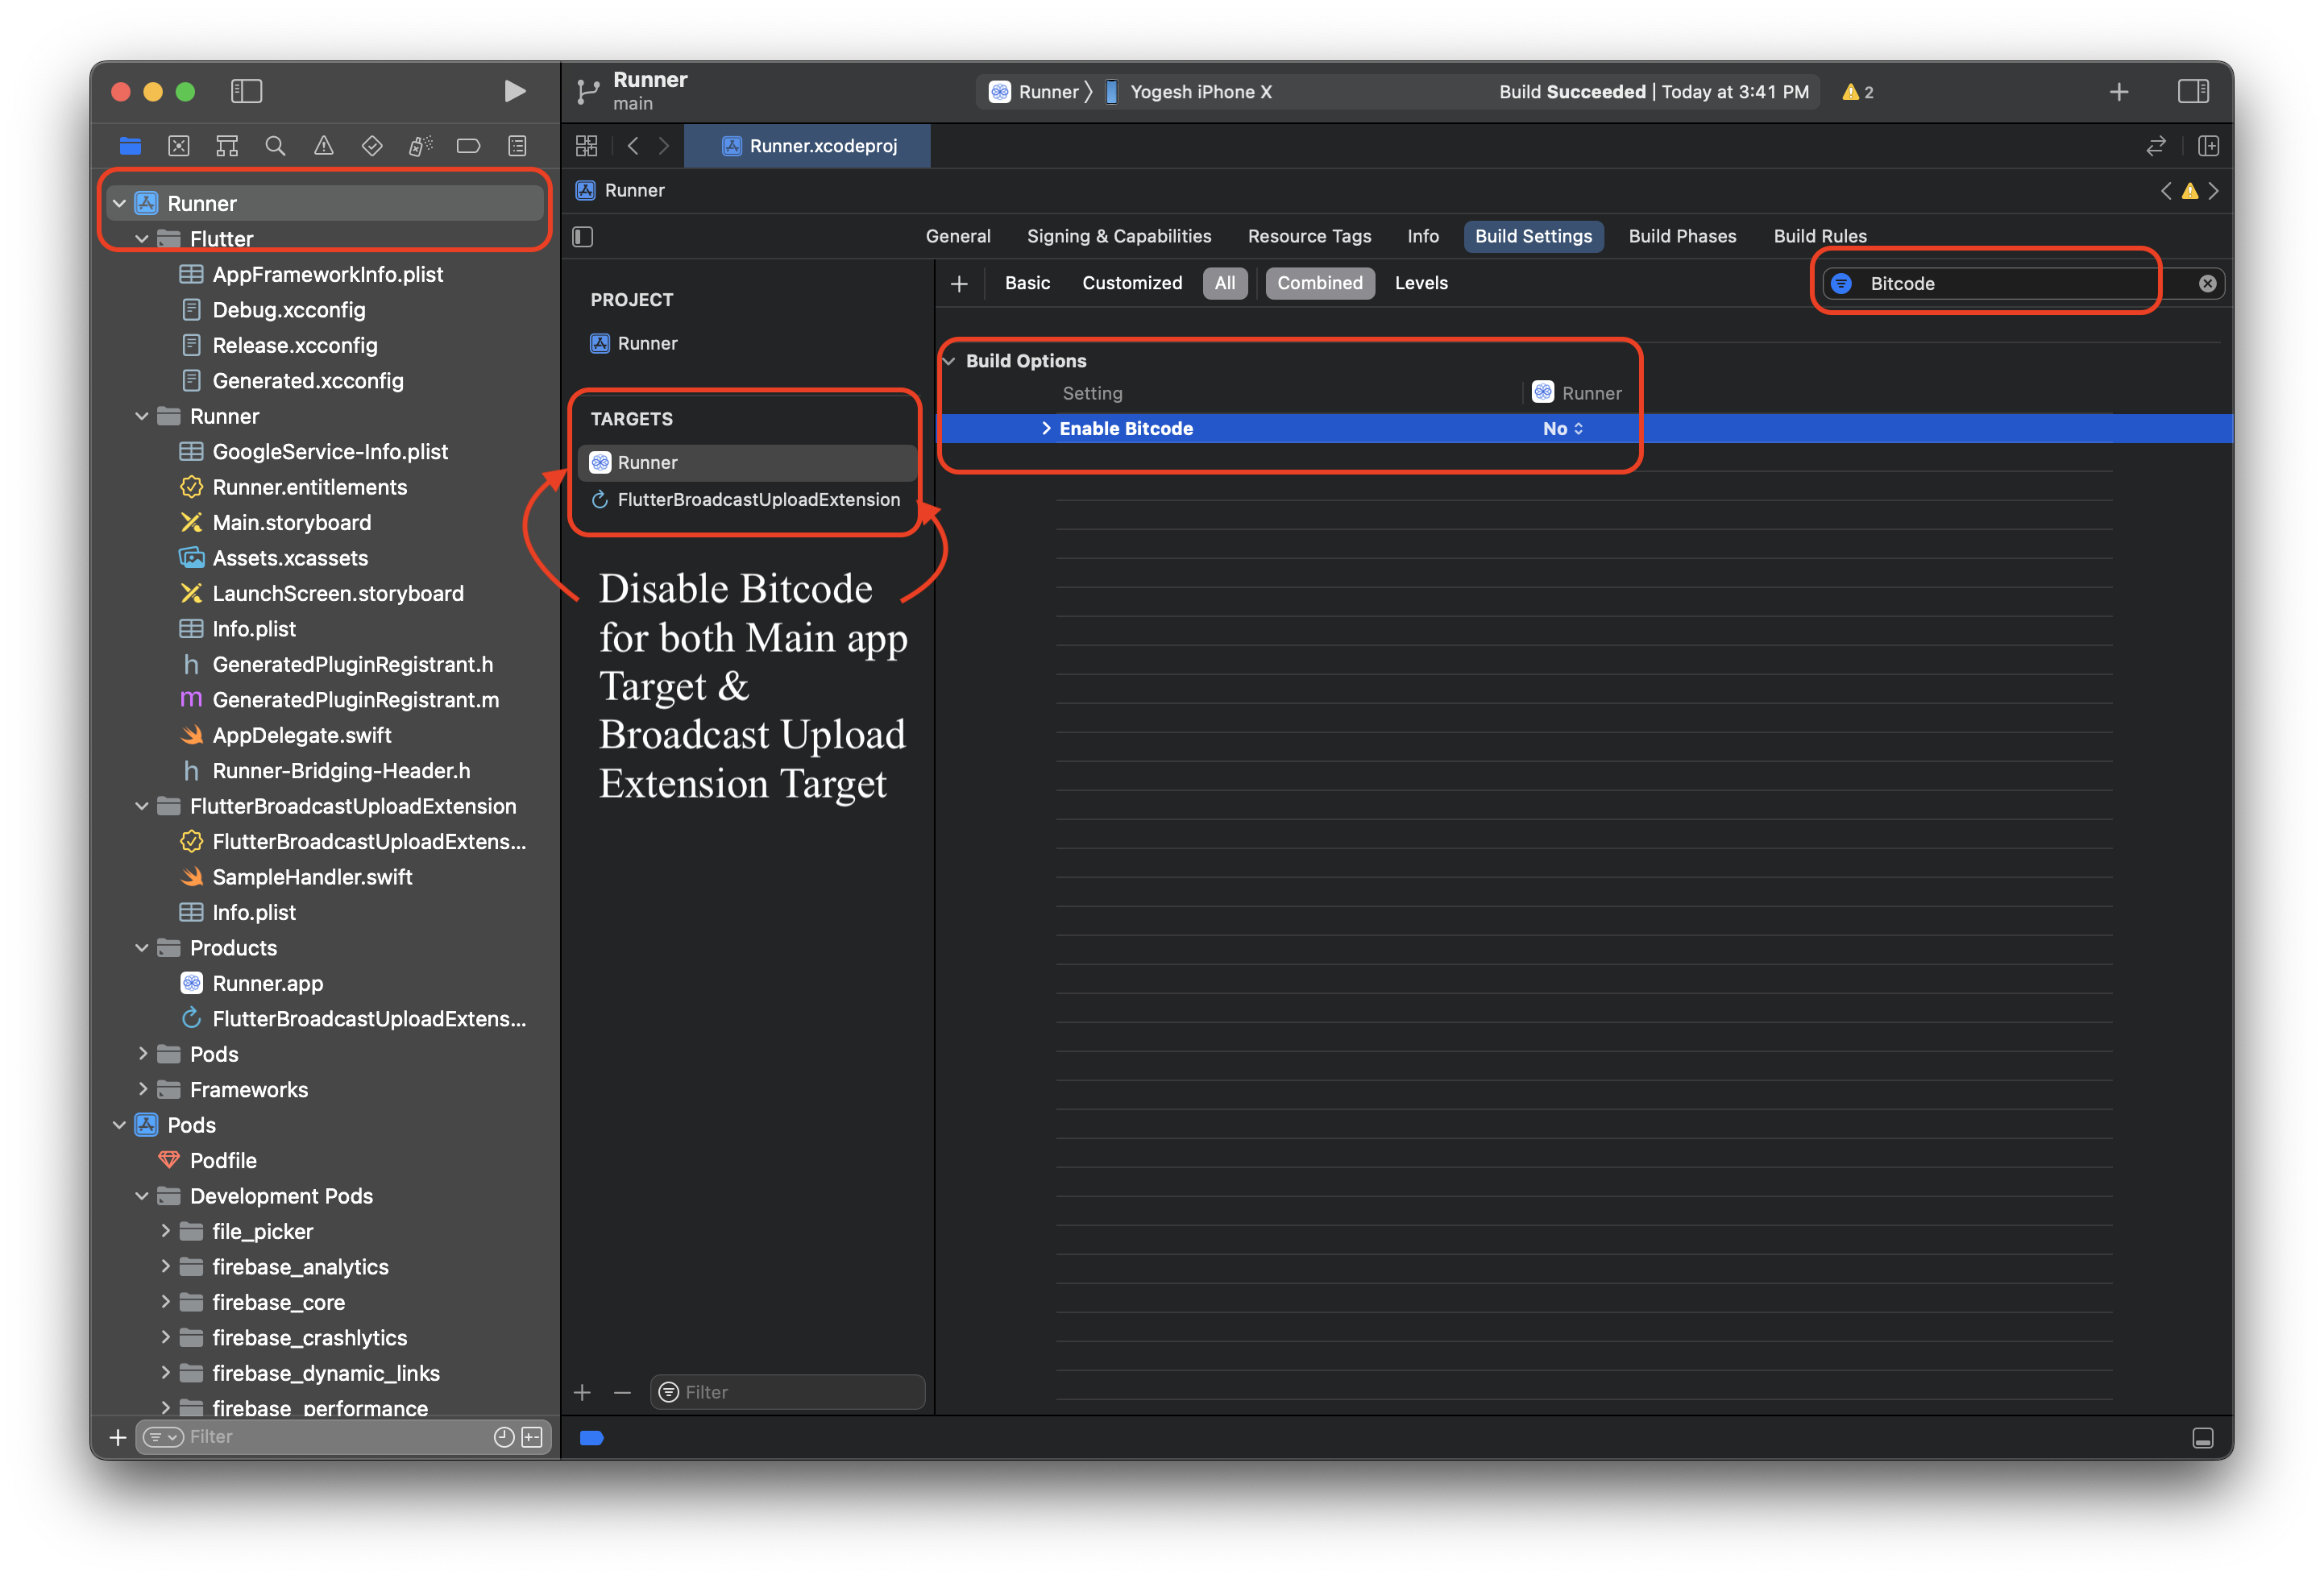 Runner
main
Runner
Yogesh iPhone X
Build Succeeded | Today at 3:41 PM
2
Runner.xcodeproj
Runner
General
Signing & Capabilities
Resource Tags
Info
Build Settings
Build Phases
Build Rules
Basic
Customized
All
Combined
Levels
Bitcode
Runner
Flutter
AppFrameworkInfo.plist
Debug.xcconfig
Release.xcconfig
Generated.xcconfig
Runner
GoogleService-Info.plist
Runner.entitlements
Main.storyboard
Assets.xcassets
LaunchScreen.storyboard
Info.plist
h GeneratedPluginRegistrant.h
m GeneratedPluginRegistrant.m
AppDelegate.swift
h Runner-Bridging-Header.h
FlutterBroadcastUploadExtension
FlutterBroadcastUploadExtens...
SampleHandler.swift
Info.plist
Products
Runner.app
FlutterBroadcastUploadExtens...
Pods
Frameworks
Pods
Podfile
Development Pods
file_picker
firebase_analytics
firebase_core
firebase_crashlytics
firebase_dynamic_links
firebase_performance
Filter
PROJECT
Runner
TARGETS
Runner
FlutterBroadcastUploadExtension
Disable Bitcode
for both Main app
Target &
Broadcast Upload
Extension Target
Filter
Build Options
Setting
Runner
Enable Bitcode
No